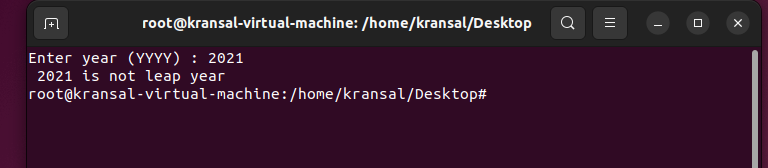 root@kransal-virtual-machine: /home/kransal/Desktop
Enter year (YYYY) : 2021
 2021 is not leap year
root@kransal-virtual-machine:/home/kransal/Desktop#